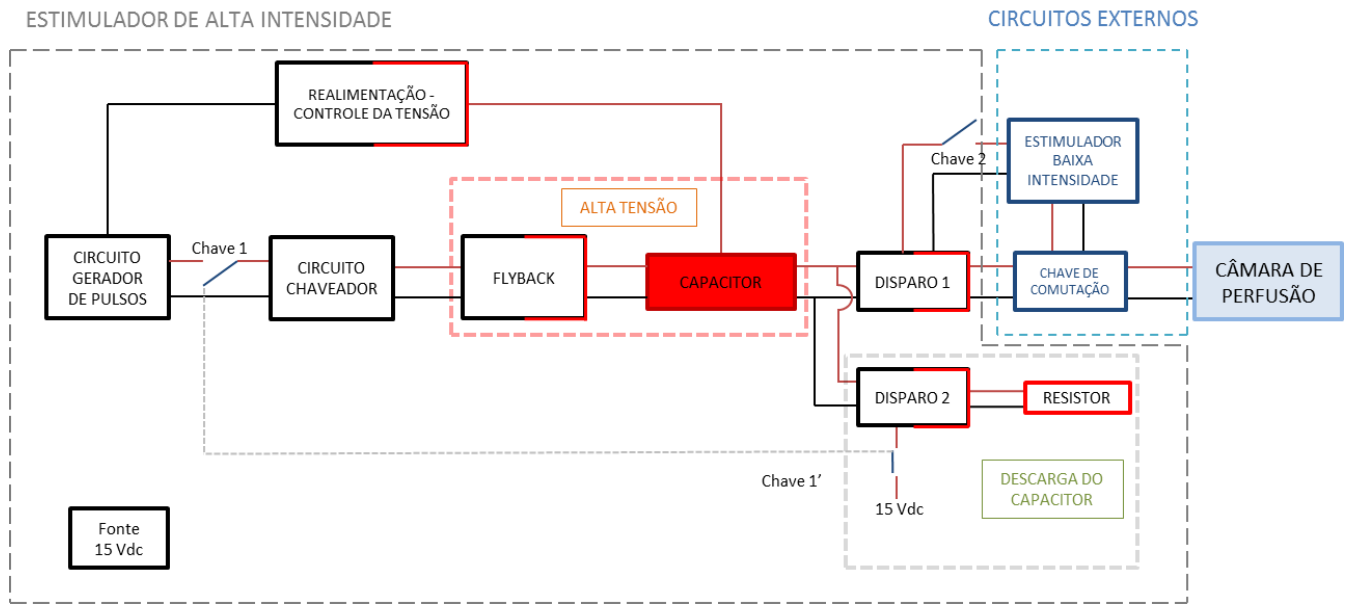 ESTIMULADOR DE ALTA INTENSIDADE
CIRCUITOS EXTERNOS
REALIMENTAÇÃO -
CONTROLE DA TENSÃO
ESTIMULADOR
BAIXA
INTENSIDADE
Chave 2
ALTA TENSÃO
CIRCUITO
GERADOR
DE PULSOS
Chave 1
CIRCUITO
CHAVEADOR
FLYBACK
CAPACITOR
DISPARO 1
CHAVE DE
COMUTAÇÃO
CÂMARA DE
PERFUSÃO
DISPARO 2
RESISTOR
Chave 1’
15 Vdc
DESCARGA DO
CAPACITOR
Fonte
15 Vdc